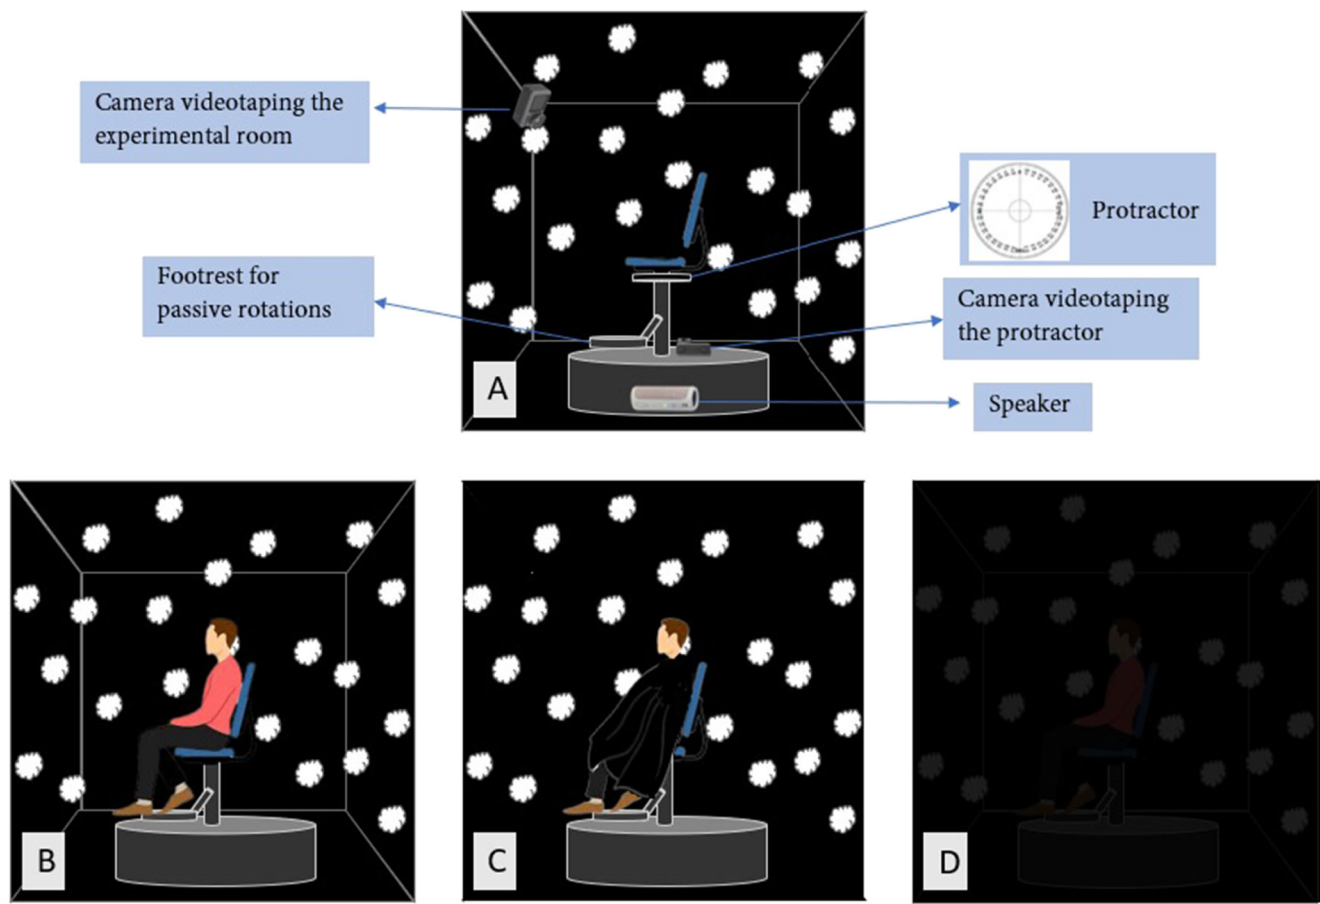 Camera videotaping the
experimental room
Protractor
Footrest for
passive rotations
Camera videotaping
the protractor
A
Speaker
B
C
D